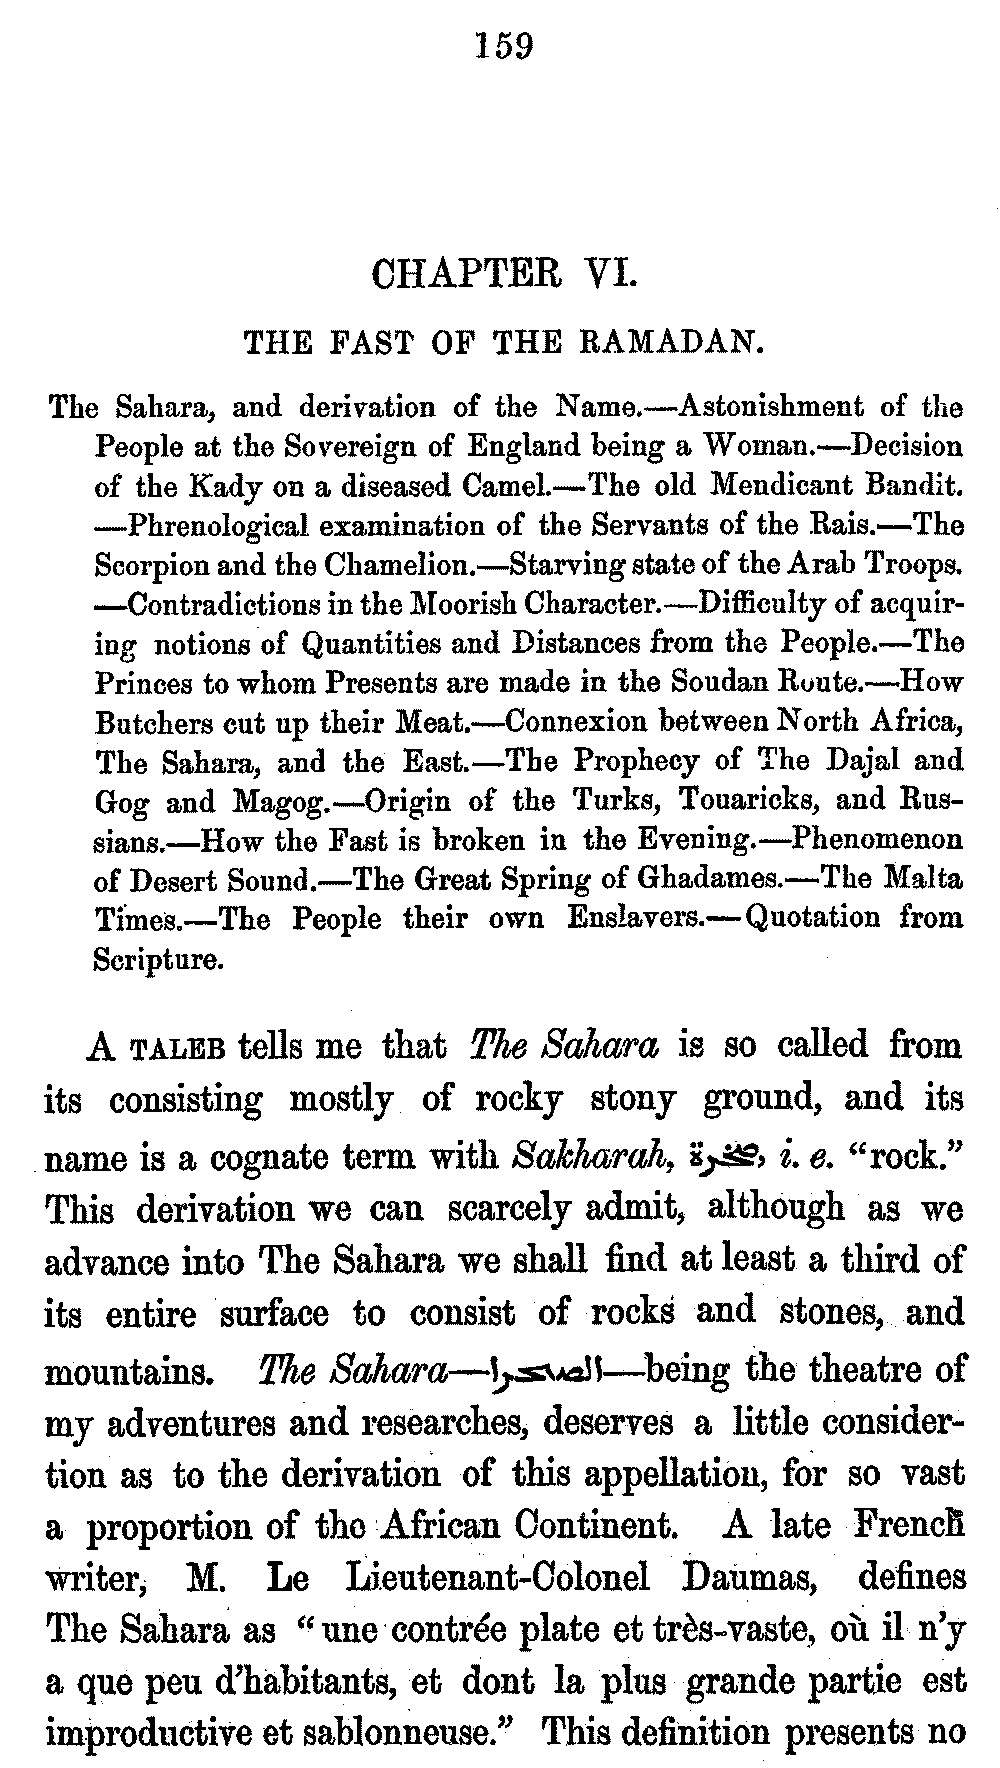 159
CHAPTER VI.
THE FAST OF THE RAMADAN.
The Sahara, and derivation of the Name.—Astonishment of the
People at the Sovereign of England being a Woman.—Decision
of the Kady on a diseased Camel.—The old Mendicant Bandit.
—Phrenological examination of the Servants of the Rais.—The
Scorpion and the Chamelion.—Starving state of the Arab Troops.
—Contradictions in the Moorish Character.—Difficulty of acquir-
ing notions of Quantities and Distances from the People.—The
Princes to whom Presents are made in the Soudan Route.—How
Butchers cut up their Meat.—Connexion between North Africa,
The Sahara, and the East.—The Prophecy of The Dajal and
Gog and Magog.—Origin of the Turks, Touaricks, and Rus-
sians.—How the Fast is broken in the Evening.—Phenomenon
of Desert Sound.—The Great Spring of Ghadames.—The Malta
Times.—The People their own Enslavers.—Quotation from
Scripture.
A TALEB tells me that The Sahara is so called from
its consisting mostly of rocky stony ground, and its
name is a cognate term with Sakharah, صخرة, i. e. “rock.”
This derivation we can scarcely admit, although as we
advance into The Sahara we shall find at least a third of
its entire surface to consist of rocks and stones, and
mountains. The Sahara—الصحرا—being the theatre of
my adventures and researches, deserves a little consider-
tion as to the derivation of this appellation, for so vast
a proportion of the African Continent. A late French
writer, M. Le Lieutenant-Colonel Daumas, defines
The Sahara as “une contrée plate et très-vaste, où il n’y
a que peu d’habitants, et dont la plus grande partie est
improductive et sablonneuse.” This definition presents no